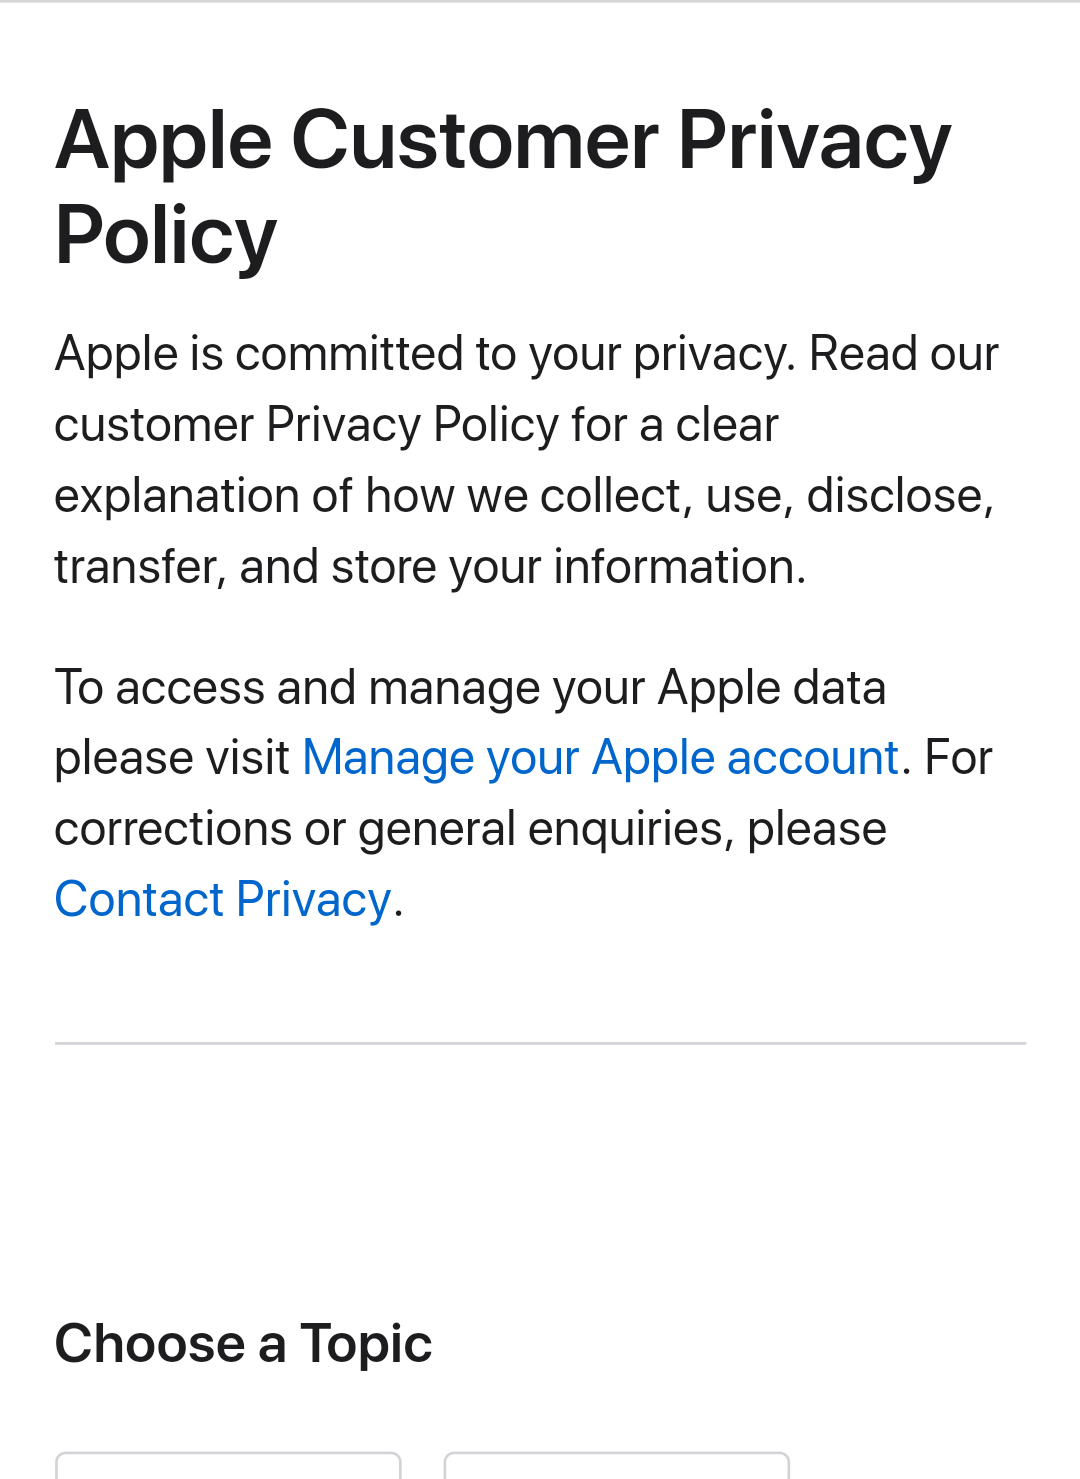 Apple Customer Privacy
Policy
Apple is committed to your privacy. Read our
customer Privacy Policy for a clear
explanation of how we collect, use, disclose,
transfer, and store your information.
To access and manage your Apple data
please visit Manage your Apple account. For
corrections or general enquiries, please
Contact Privacy.
Choose a Topic